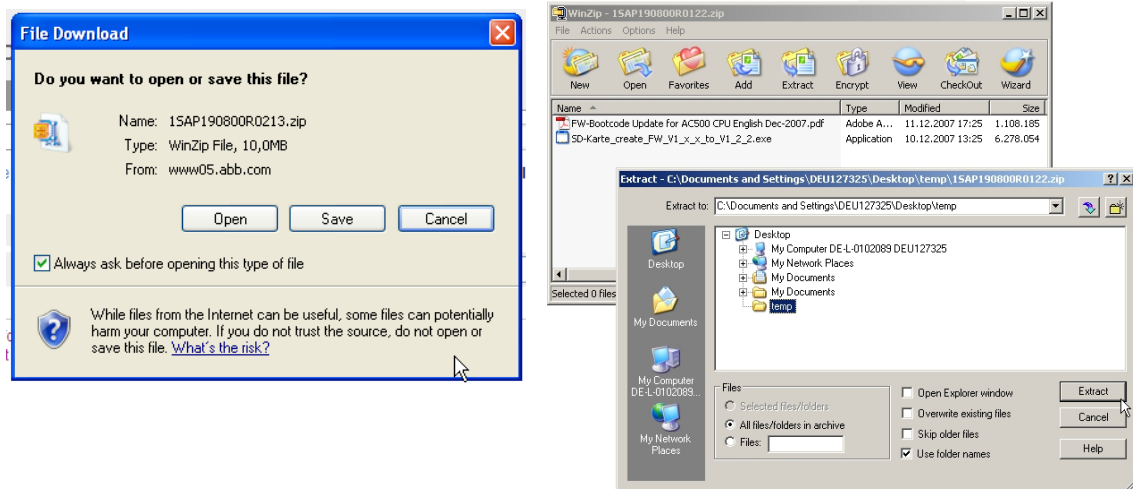 File Download
Do you want to open or save this file?
Name: 1SAP190800R0213.zip
Type: WinZip File, 10,0MB
From: www05.abb.com
Open Save Cancel
Always ask before opening this type of file
While files from the Internet can be useful, some files can potentially
harm your computer. If you do not trust the source, do not open or
save this file. What's the risk?
WinZip - 1SAP190800R0122.zip
File Actions Options Help
New Open Favorites Add Extract Encrypt View CheckOut Wizard
Name Type Modified Size
FW-Bootcode Update for AC500 CPU English Dec-2007.pdf Adobe A... 11.12.2007 17:25 1.108.185
SD-Karte_create_FW_V1_x_x_to_V1_2_2.exe Application 10.12.2007 13:25 6.278.054
Selected 0 files
Extract - C:\Documents and Settings\DEU127325\Desktop\temp\1SAP190800R0122.zip
Extract to: C:\Documents and Settings\DEU127325\Desktop\temp
Desktop
My Documents
My Computer
DE-L-0102089...
My Network
Places
Desktop
My Computer DE-L-0102089 DEU127325
My Network Places
My Documents
My Documents
temp
Files
Selected files/folders
All files/folders in archive
Files:
Open Explorer window
Overwrite existing files
Skip older files
Use folder names
Extract
Cancel
Help